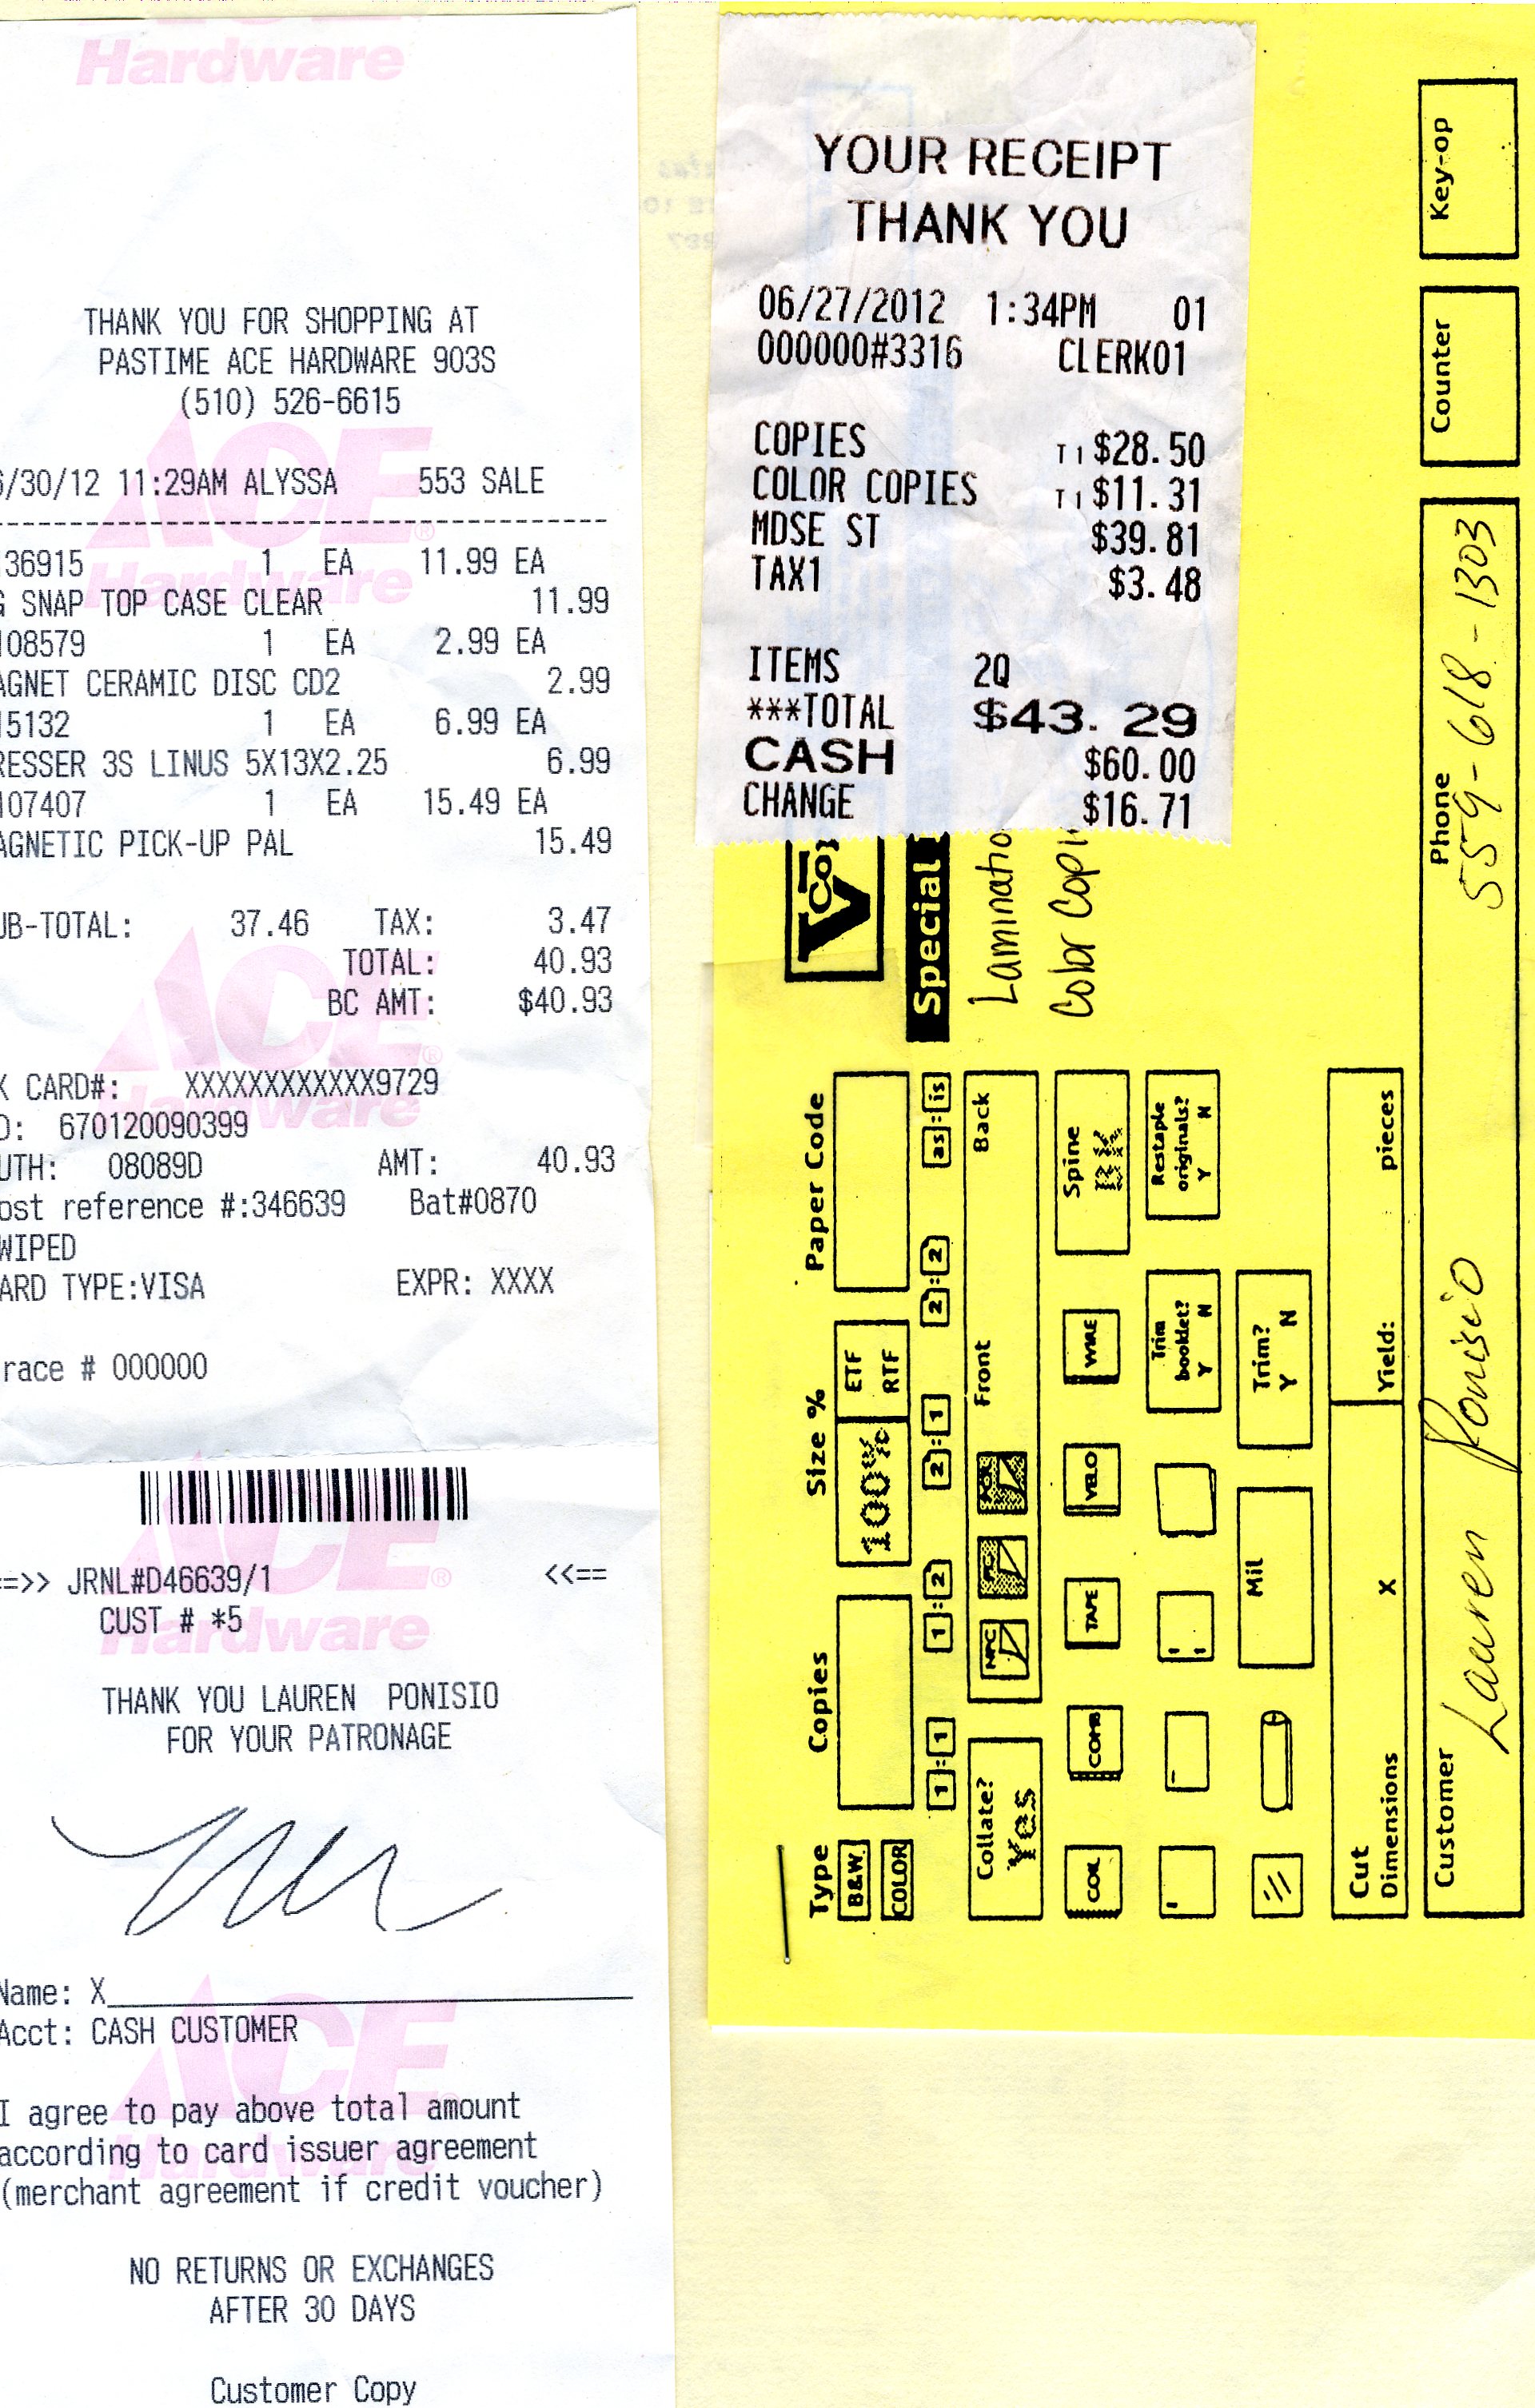 Hardware
THANK YOU FOR SHOPPING AT
PASTIME ACE HARDWARE 903S
(510) 526-6615
/30/12 11:29AM ALYSSA 553 SALE
36915 1 EA 11.99 EA
SNAP TOP CASE CLEAR 11.99
108579 1 EA 2.99 EA
AGNET CERAMIC DISC CD2 2.99
15132 1 EA 6.99 EA
RESSER 3S LINUS 5X13X2.25 6.99
107407 1 EA 15.49 EA
AGNETIC PICK-UP PAL 15.49
UB-TOTAL: 37.46 TAX: 3.47
TOTAL: 40.93
BC AMT: $40.93
K CARD#: XXXXXXXXXXXX9729
D: 670120090399
UTH: 08089D AMT: 40.93
ost reference #:346639 Bat#0870
WIPED
ARD TYPE:VISA EXPR: XXXX
race # 000000
=>> JRNL#D46639/1 <<==
CUST # *5
THANK YOU LAUREN PONISIO
FOR YOUR PATRONAGE
Name: X
Acct: CASH CUSTOMER
I agree to pay above total amount
according to card issuer agreement
(merchant agreement if credit voucher)
NO RETURNS OR EXCHANGES
AFTER 30 DAYS
Customer Copy
YOUR RECEIPT
THANK YOU
06/27/2012 1:34PM 01
000000#3316 CLERK01
COPIES T1 $28.50
COLOR COPIES T1 $11.31
MDSE ST $39.81
TAX1 $3.48
ITEMS 2Q
***TOTAL $43.29
CASH $60.00
CHANGE $16.71
Special
Laminatio
Color Copi
Type Copies Size % Paper Code
B&W 100% ETF
COLOR RTF
1:1 1:2 2:1 2:2 as:is
Collate? Front Back
Yes NPC
COIL COMB TAPE VELO WIRE Spine
BK
Trim booklet? Y N
Restaple originals? Y N
Mil Trim? Y N
Cut Dimensions X Yield: pieces
Customer Lauren Ponisio Phone 559-618-1303
Counter
Key-op